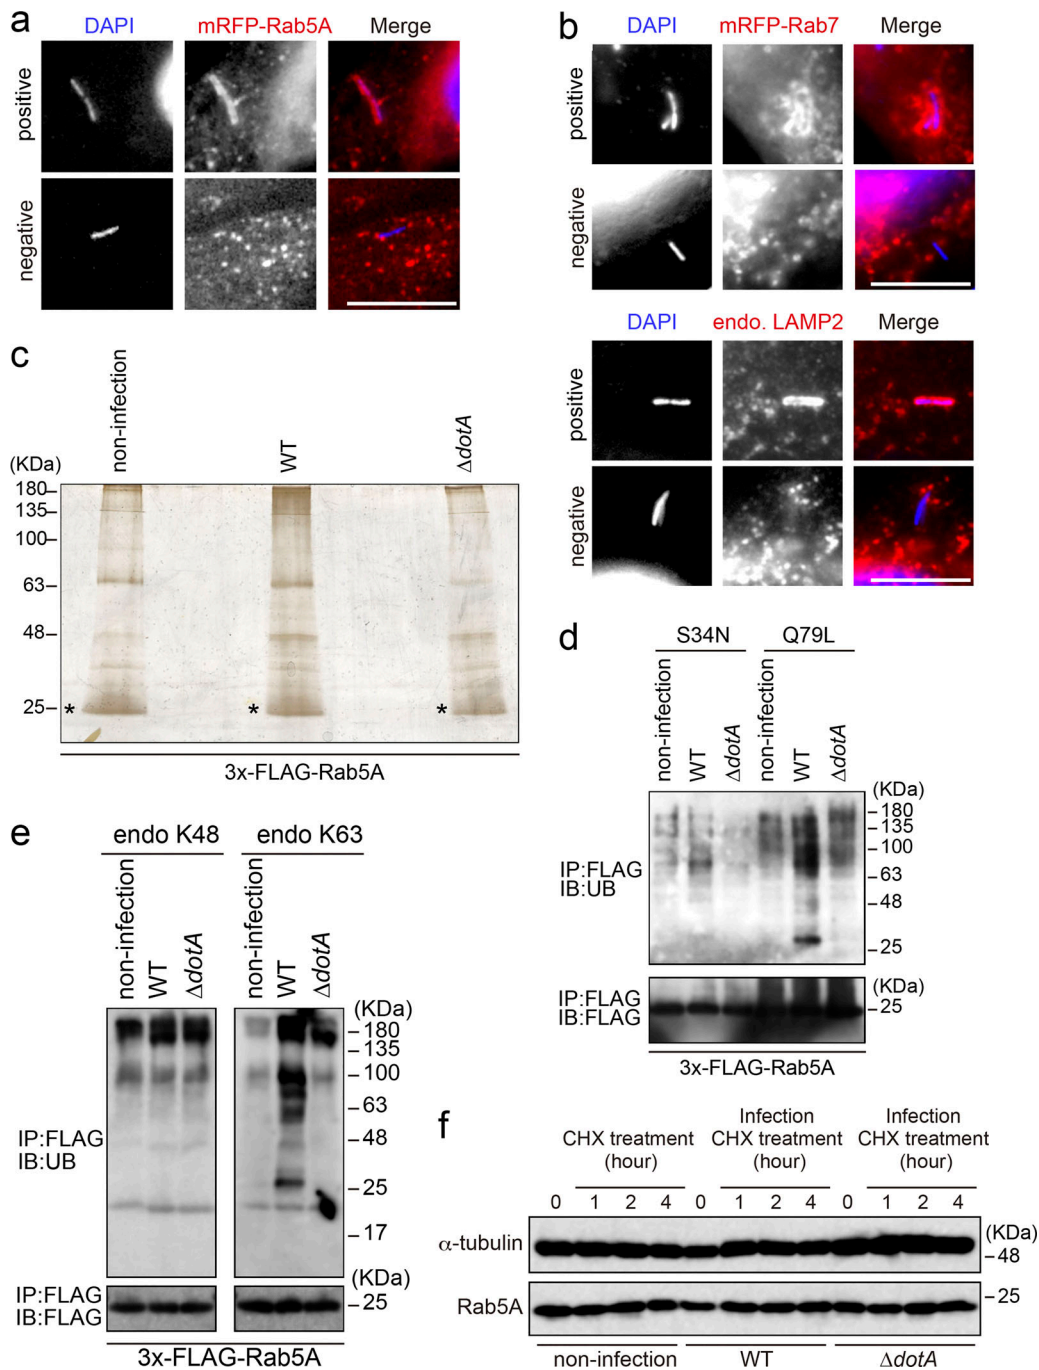 a
DAPI mRFP-Rab5A Merge
positive
negative
b
DAPI mRFP-Rab7 Merge
positive
negative
DAPI endo. LAMP2 Merge
positive
negative
c
non-infection WT ΔdotA
(KDa)
180
135
100
63
48
25
* * *
3x-FLAG-Rab5A
d
S34N Q79L
non-infection WT ΔdotA non-infection WT ΔdotA
(KDa)
180
135
100
63
48
25
IP:FLAG
IB:UB
(KDa)
25
IP:FLAG
IB:FLAG
3x-FLAG-Rab5A
e
endo K48 endo K63
non-infection WT ΔdotA non-infection WT ΔdotA
(KDa)
180
135
100
63
48
25
17
IP:FLAG
IB:UB
(KDa)
25
IP:FLAG
IB:FLAG
3x-FLAG-Rab5A
f
CHX treatment
(hour)
Infection
CHX treatment
(hour)
Infection
CHX treatment
(hour)
0 1 2 4 0 1 2 4 0 1 2 4
α-tubulin
(KDa)
48
Rab5A
25
non-infection WT ΔdotA